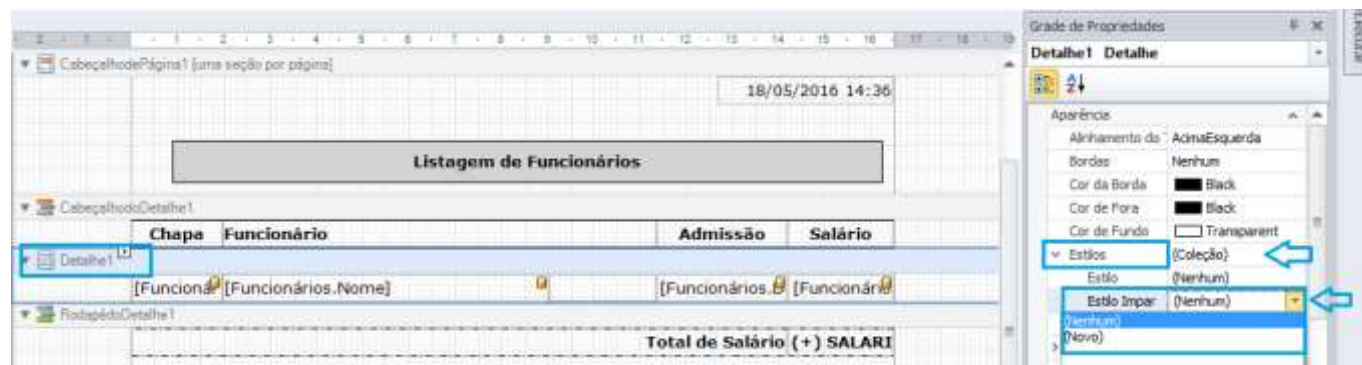 Grade de Propriedades
Detalhe1 Detalhe
CabeçalhodePágina1 [uma seção por página]
18/05/2016 14:36
Listagem de Funcionários
CabeçalhodoDetalhe1
Chapa Funcionário Admissão Salário
Detalhe1
[Funcioná [Funcionários.Nome] [Funcionários. [Funcionár
RodapédoDetalhe1
Total de Salário (+) SALARI
Aparência
Alinhamento do AcimaEsquerda
Bordas Nenhum
Cor da Borda Black
Cor de Fora Black
Cor de Fundo Transparent
Estilos (Coleção)
Estilo (Nenhum)
Estilo Impar (Nenhum)
(Nenhum)
(Novo)